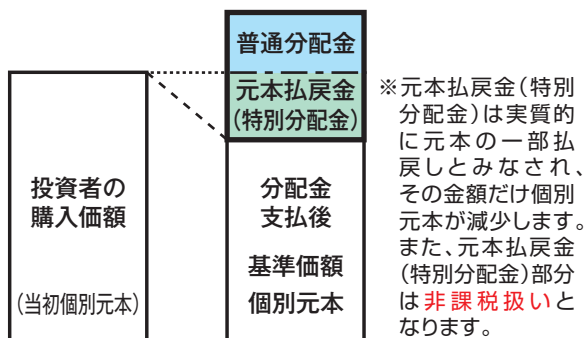 普通分配金
元本払戻金
(特別分配金)
投資者の
購入価額
(当初個別元本)
分配金
支払後
基準価額
個別元本
※元本払戻金(特別
分配金)は実質的
に元本の一部払
戻しとみなされ、
その金額だけ個別
元本が減少します。
また、元本払戻金
(特別分配金)部分
は非課税扱いと
なります。